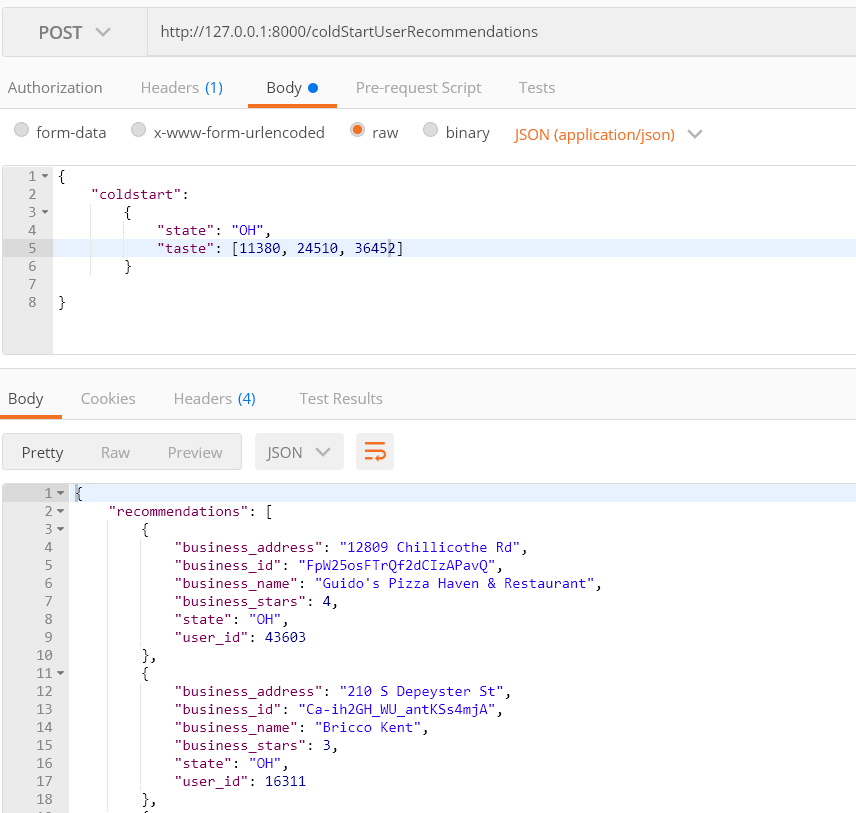 POST http://127.0.0.1:8000/coldStartUserRecommendations
Authorization Headers (1) Body Pre-request Script Tests
form-data x-www-form-urlencoded raw binary JSON (application/json)
1 {
2 "coldstart":
3 {
4 "state": "OH",
5 "taste": [11380, 24510, 36452]
6 }
7
8 }
Body Cookies Headers (4) Test Results
Pretty Raw Preview JSON
1 {
2 "recommendations": [
3 {
4 "business_address": "12809 Chillicothe Rd",
5 "business_id": "FpW25osFTrQf2dCIzAPavQ",
6 "business_name": "Guido's Pizza Haven & Restaurant",
7 "business_stars": 4,
8 "state": "OH",
9 "user_id": 43603
10 },
11 {
12 "business_address": "210 S Depeyster St",
13 "business_id": "Ca-ih2GH_WU_antKSs4mjA",
14 "business_name": "Bricco Kent",
15 "business_stars": 3,
16 "state": "OH",
17 "user_id": 16311
18 },